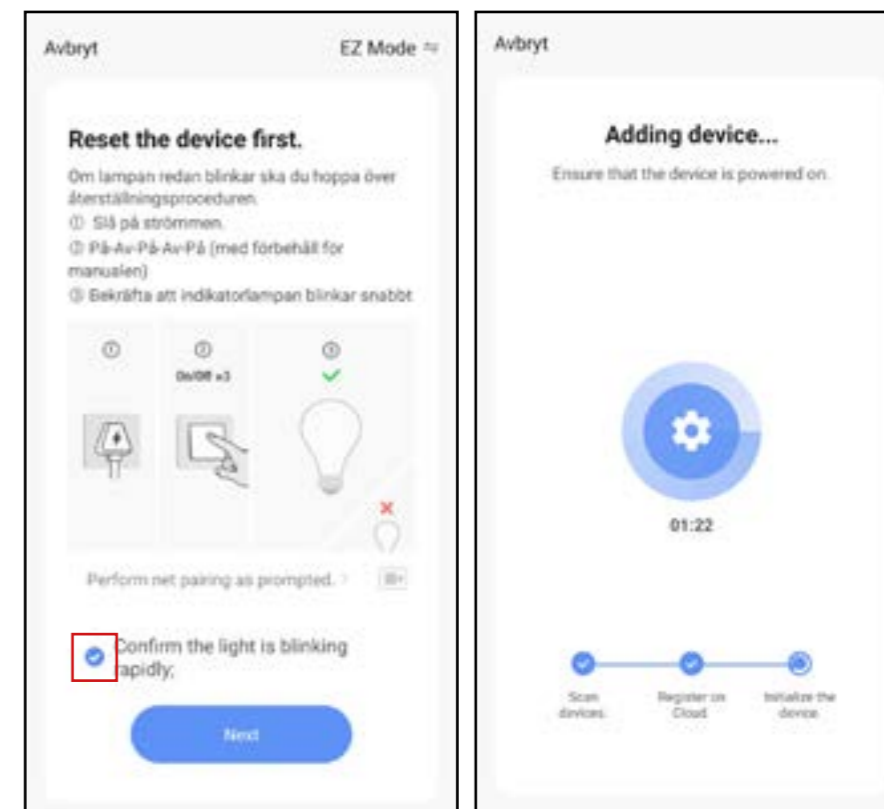 Avbryt
EZ Mode ⇋
Reset the device first.
Om lampan redan blinkar ska du hoppa över
återställningsproceduren.
① Slå på strömmen.
② På-Av-På-Av-På (med förbehåll for
manualen)
③ Bekräfta att indikatorlampan blinkar snabbt
① ② ③
On/Off ×3
Perform net pairing as prompted. >
Confirm the light is blinking
rapidly;
Next
Avbryt
Adding device...
Ensure that the device is powered on.
01:22
Scan
devices.
Register on
Cloud.
Initialize the
device.